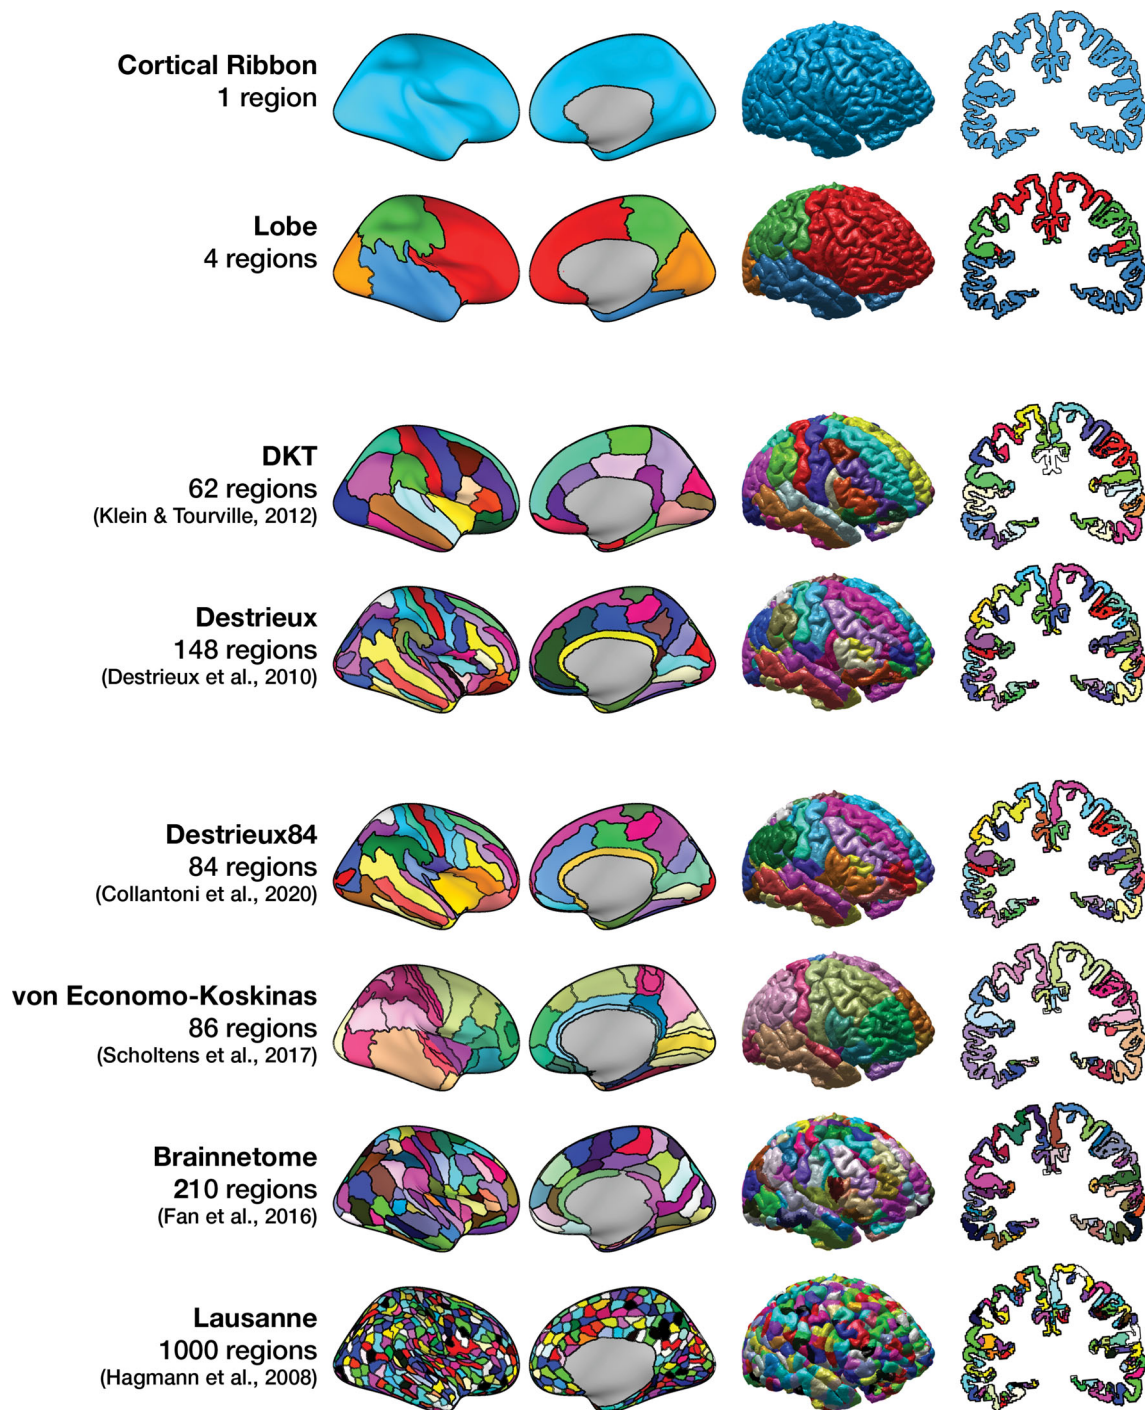 Cortical Ribbon
1 region
Lobe
4 regions
DKT
62 regions
(Klein & Tourville, 2012)
Destrieux
148 regions
(Destrieux et al., 2010)
Destrieux84
84 regions
(Collantoni et al., 2020)
von Economo-Koskinas
86 regions
(Scholtens et al., 2017)
Brainnetome
210 regions
(Fan et al., 2016)
Lausanne
1000 regions
(Hagmann et al., 2008)